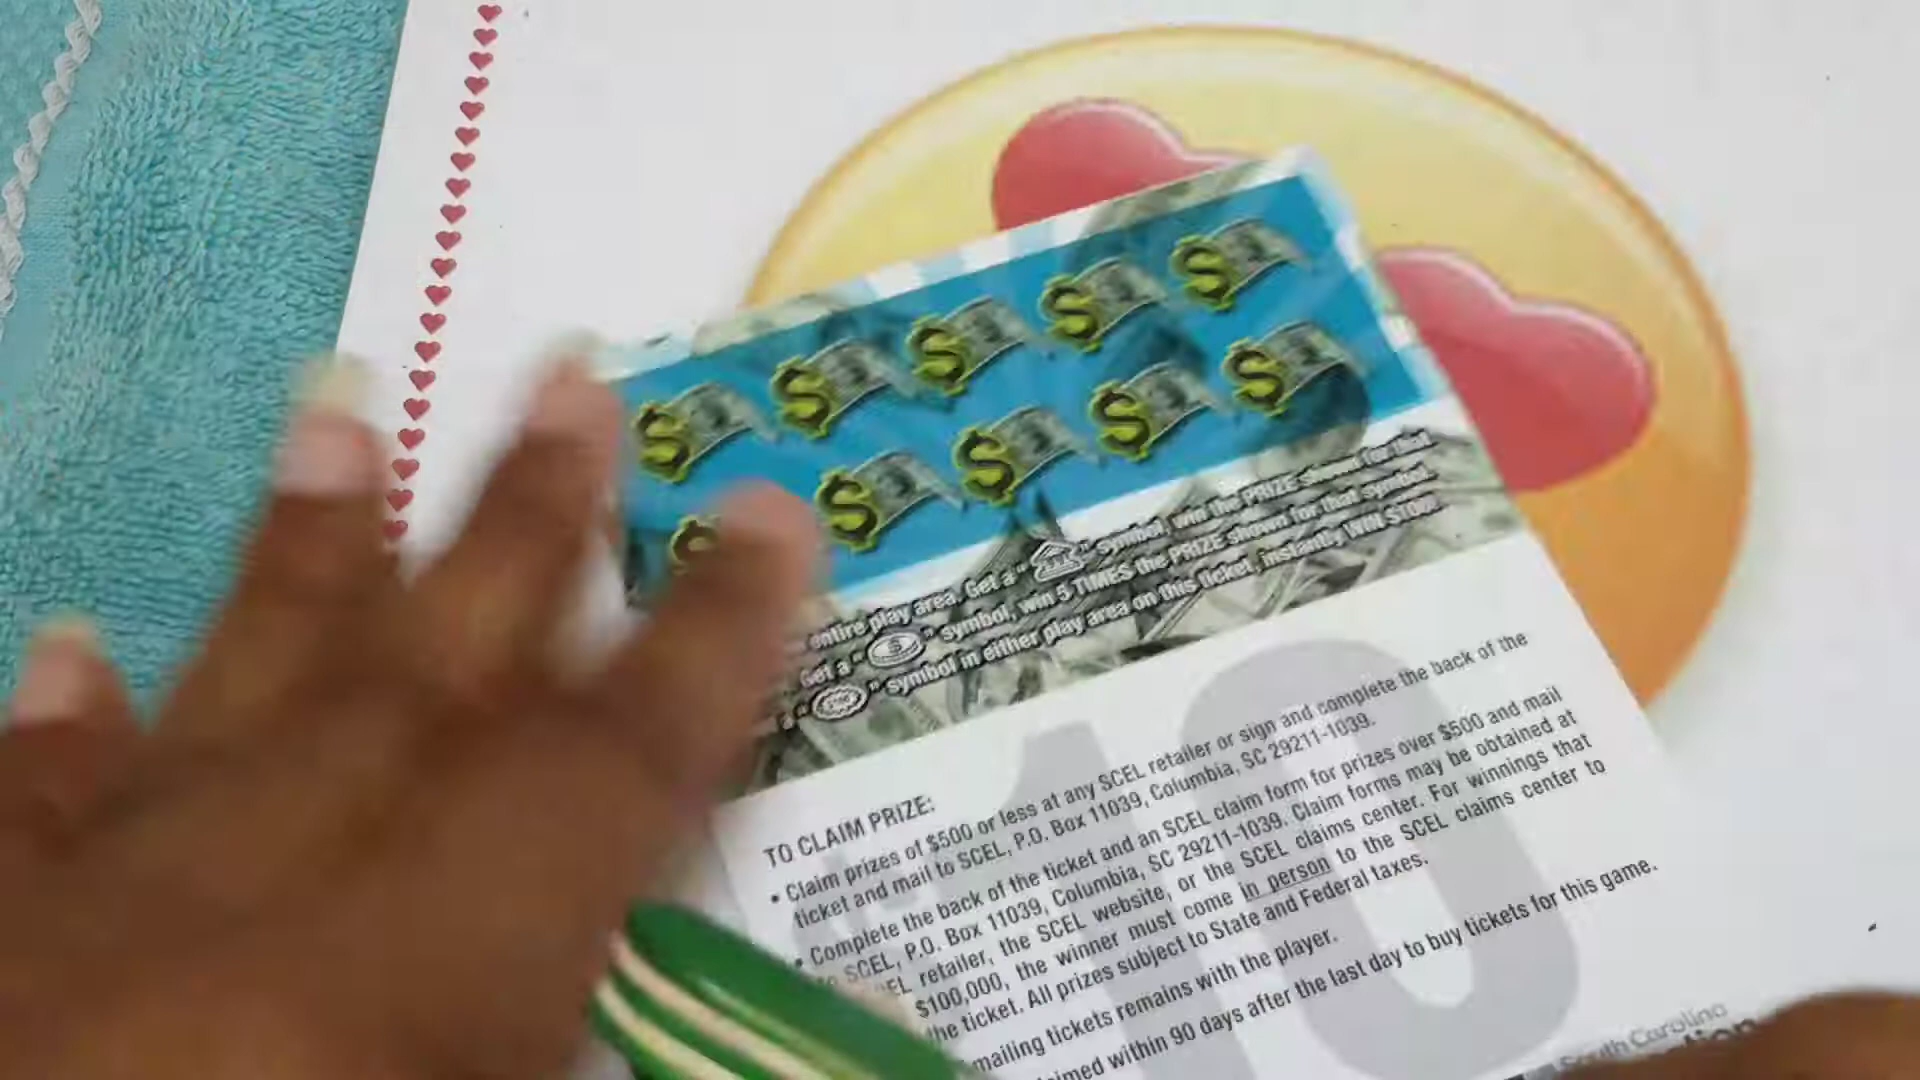 entire play area. Get a " " symbol, win the PRIZE shown for that
Get a " $ " symbol, win 5 TIMES the PRIZE shown for that symbol.
a " " symbol in either play area on this ticket, instantly WIN $100!
10
TO CLAIM PRIZE:
• Claim prizes of $500 or less at any SCEL retailer or sign and complete the back of the
ticket and mail to SCEL, P.O. Box 11039, Columbia, SC 29211-1039.
• Complete the back of the ticket and an SCEL claim form for prizes over $500 and mail
to SCEL, P.O. Box 11039, Columbia, SC 29211-1039. Claim forms may be obtained at
retailer, the SCEL website, or the SCEL claims center. For winnings that
$100,000, the winner must come in person to the SCEL claims center to
the ticket. All prizes subject to State and Federal taxes.
mailing tickets remains with the player.
within 90 days after the last day to buy tickets for this game.
South Carolina